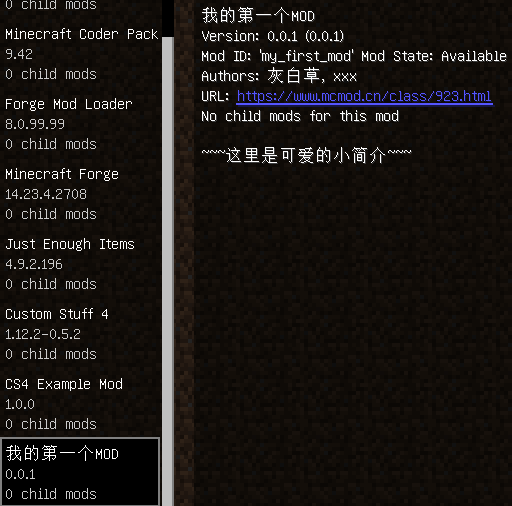 0 child mods
Minecraft Coder Pack
9.42
0 child mods
Forge Mod Loader
8.0.99.99
0 child mods
Minecraft Forge
14.23.4.2708
0 child mods
Just Enough Items
4.9.2.196
0 child mods
Custom Stuff 4
1.12.2-0.5.2
0 child mods
CS4 Example Mod
1.0.0
0 child mods
我的第一个MOD
0.0.1
0 child mods
我的第一个MOD
Version: 0.0.1 (0.0.1)
Mod ID: 'my_first_mod' Mod State: Available
Authors: 灰白草, xxx
URL: https://www.mcmod.cn/class/923.html
No child mods for this mod
~~~这里是可爱的小简介~~~